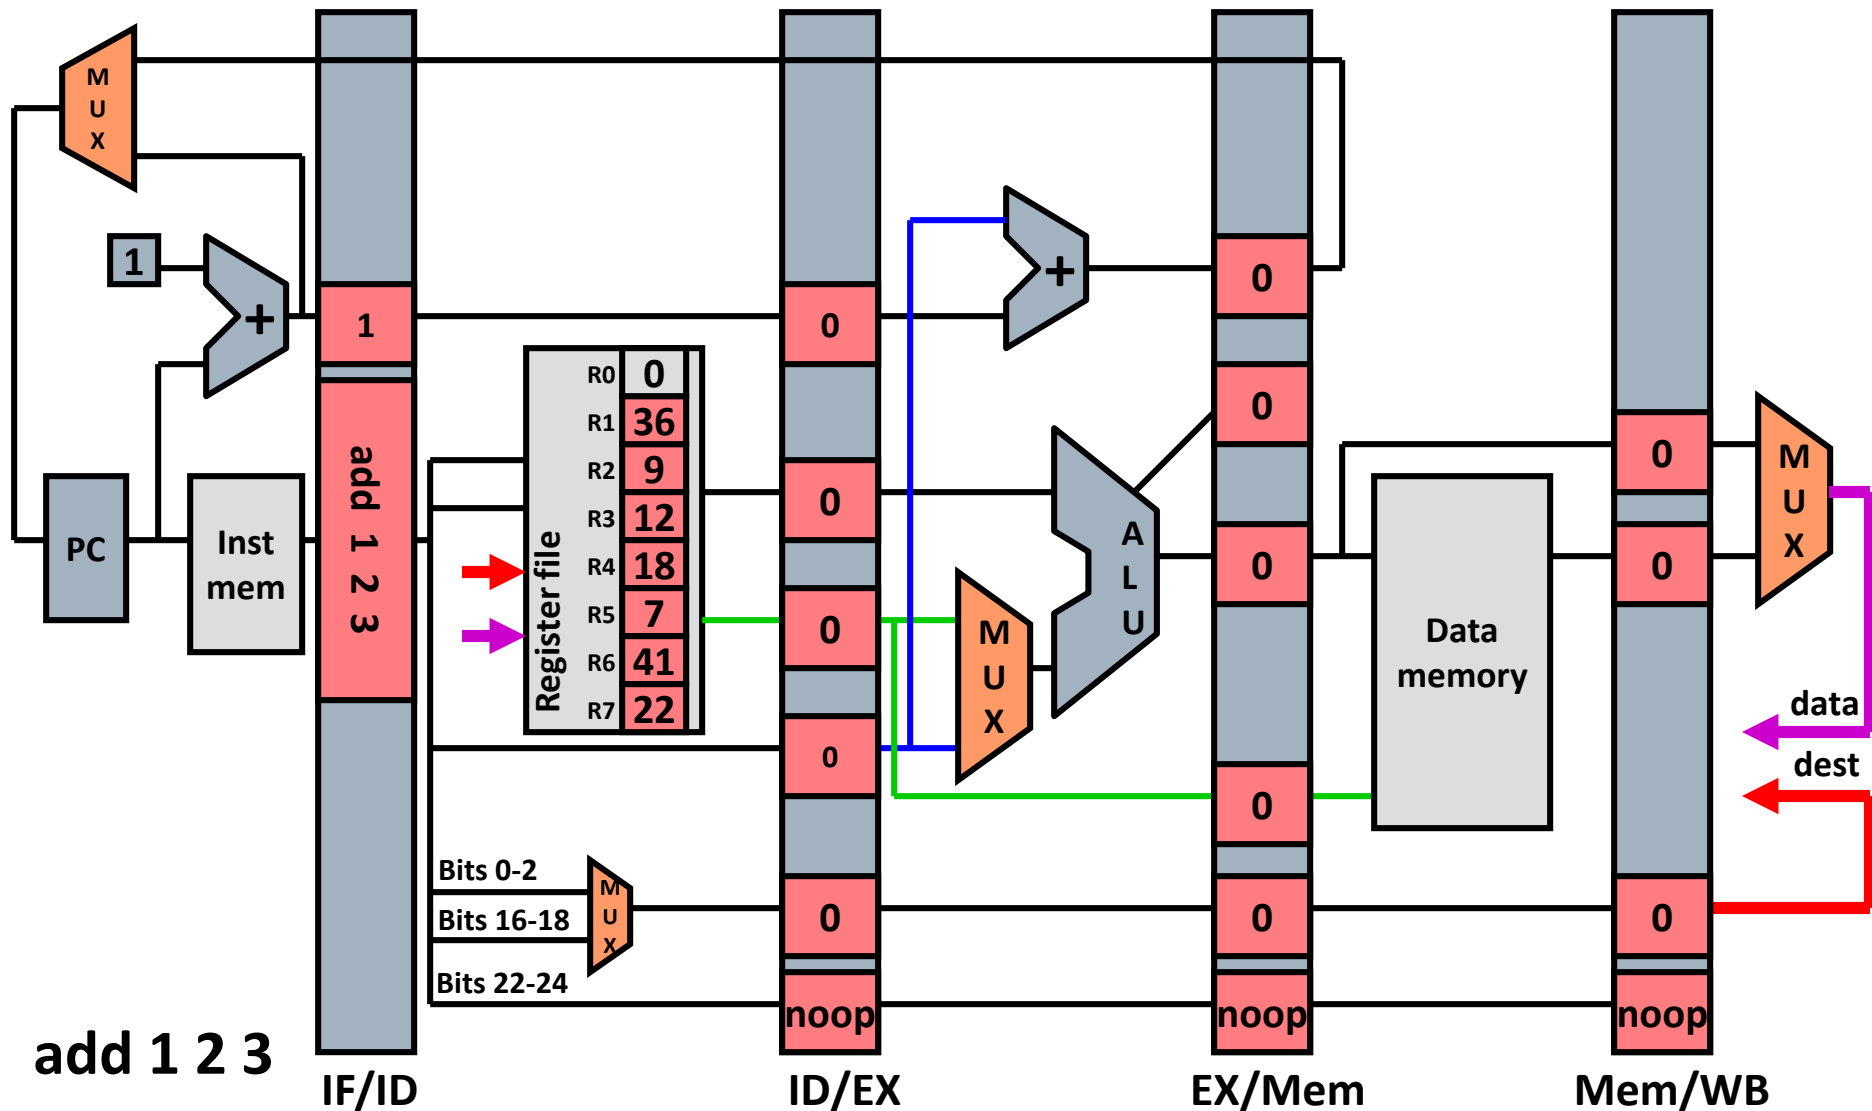 M
U
X
1
+
PC
Inst
mem
1
add 1 2 3
Register file
R0 0
R1 36
R2 9
R3 12
R4 18
R5 7
R6 41
R7 22
Bits 0-2
Bits 16-18
Bits 22-24
M
U
X
0
0
0
0
0
noop
+
M
U
X
A
L
U
0
0
0
0
0
noop
Data
memory
0
0
0
noop
M
U
X
data
dest
add 1 2 3
IF/ID
ID/EX
EX/Mem
Mem/WB